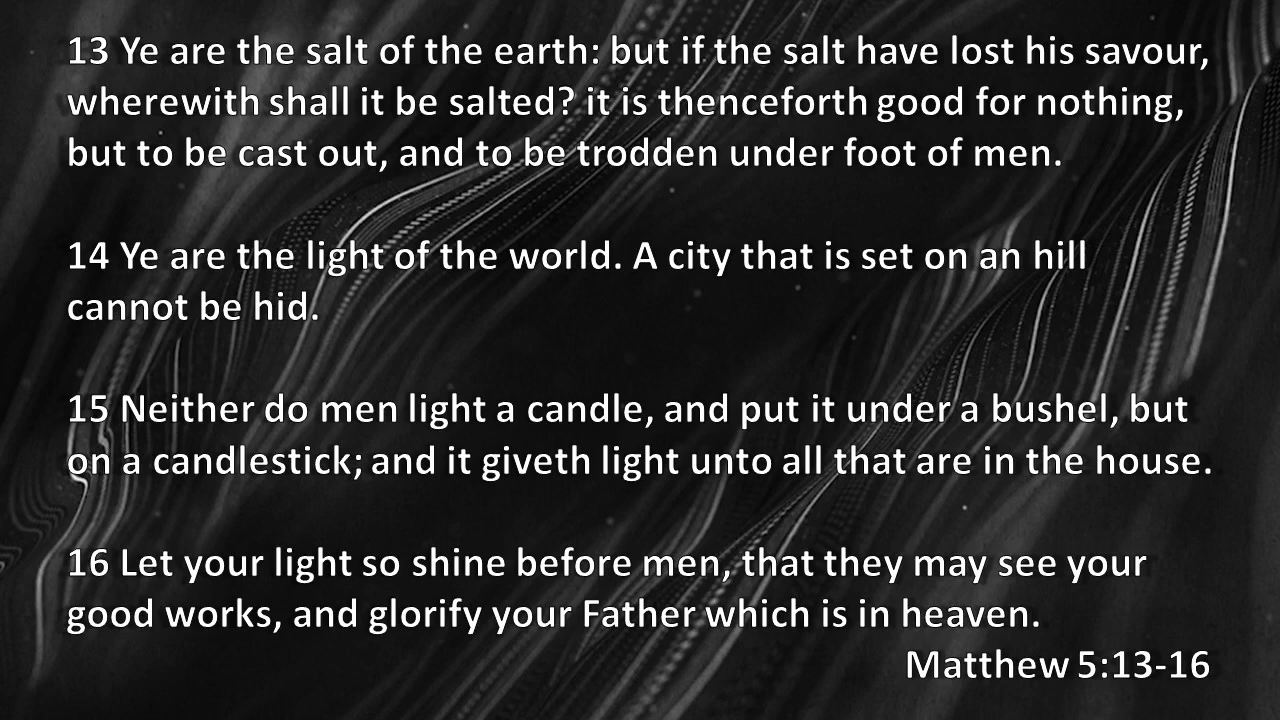 13 Ye are the salt of the earth: but if the salt have lost his savour,
wherewith shall it be salted? it is thenceforth good for nothing,
but to be cast out, and to be trodden under foot of men.
14 Ye are the light of the world. A city that is set on an hill
cannot be hid.
15 Neither do men light a candle, and put it under a bushel, but
on a candlestick; and it giveth light unto all that are in the house.
16 Let your light so shine before men, that they may see your
good works, and glorify your Father which is in heaven.
Matthew 5:13-16